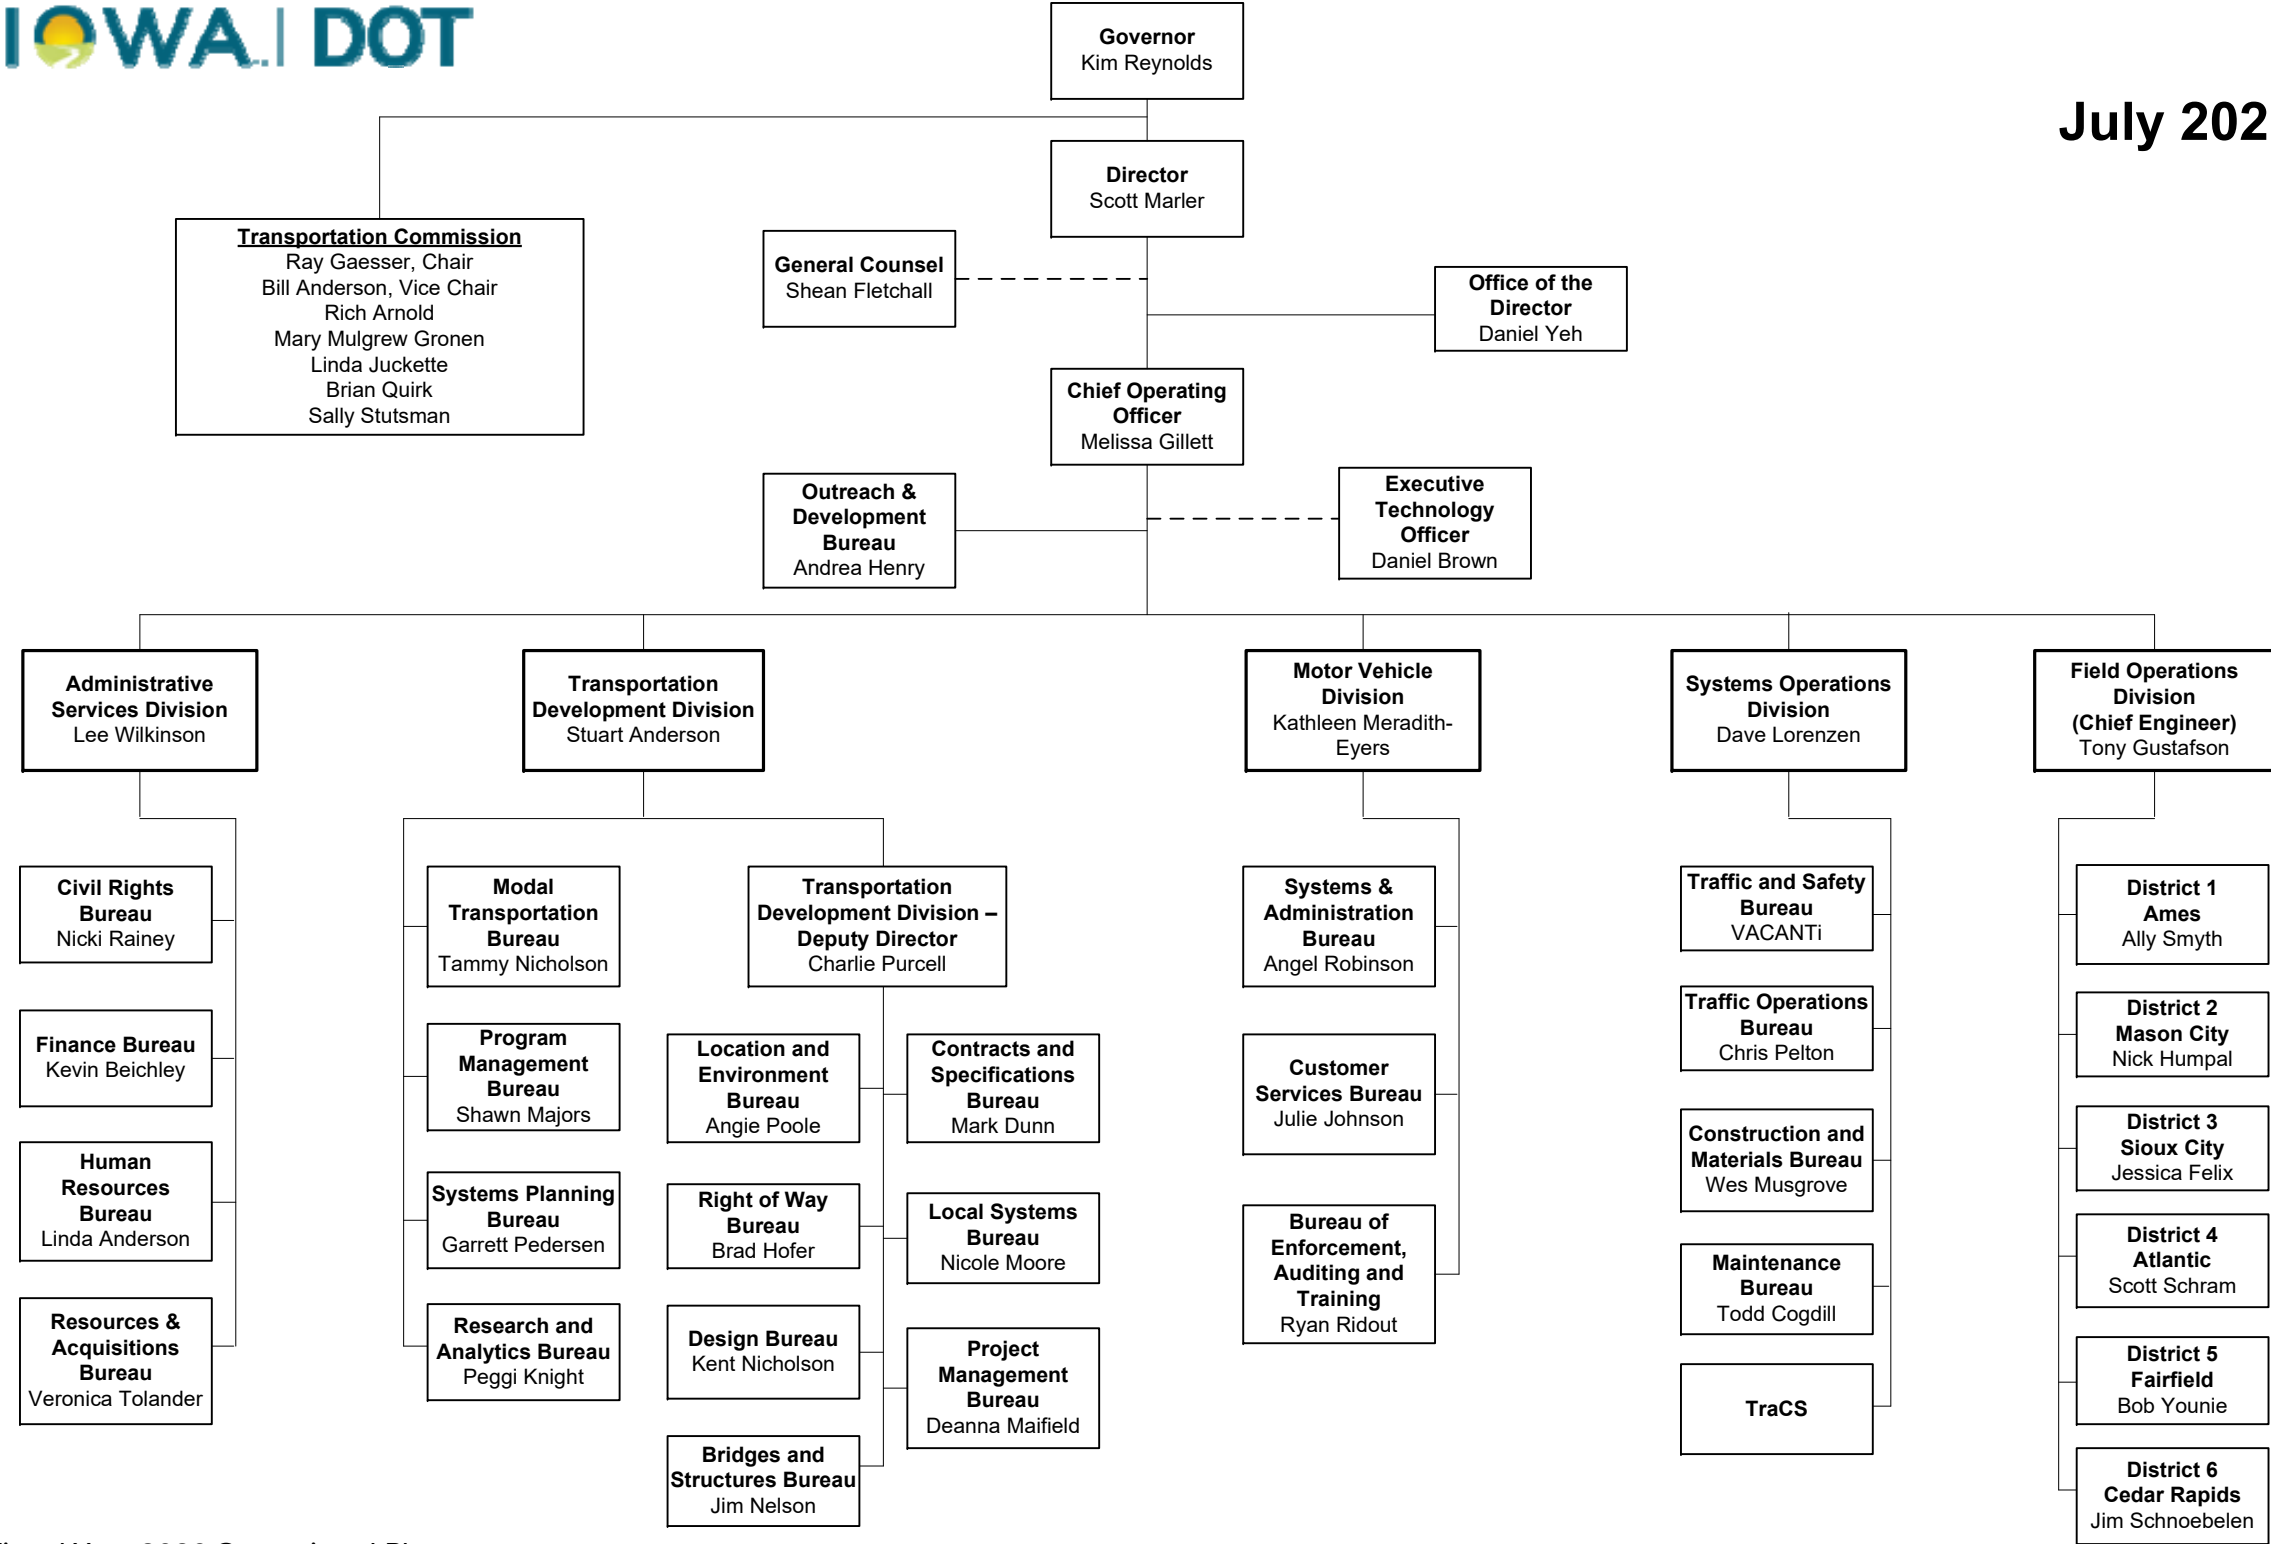 IOWA DOT
July 202
Governor
Kim Reynolds
Director
Scott Marler
Transportation Commission
Ray Gaesser, Chair
Bill Anderson, Vice Chair
Rich Arnold
Mary Mulgrew Gronen
Linda Juckette
Brian Quirk
Sally Stutsman
General Counsel
Shean Fletchall
Office of the
Director
Daniel Yeh
Chief Operating
Officer
Melissa Gillett
Outreach &
Development
Bureau
Andrea Henry
Executive
Technology
Officer
Daniel Brown
Administrative
Services Division
Lee Wilkinson
Transportation
Development Division
Stuart Anderson
Motor Vehicle
Division
Kathleen Meradith-
Eyers
Systems Operations
Division
Dave Lorenzen
Field Operations
Division
(Chief Engineer)
Tony Gustafson
Civil Rights
Bureau
Nicki Rainey
Finance Bureau
Kevin Beichley
Human
Resources
Bureau
Linda Anderson
Resources &
Acquisitions
Bureau
Veronica Tolander
Modal
Transportation
Bureau
Tammy Nicholson
Program
Management
Bureau
Shawn Majors
Systems Planning
Bureau
Garrett Pedersen
Research and
Analytics Bureau
Peggi Knight
Transportation
Development Division –
Deputy Director
Charlie Purcell
Location and
Environment
Bureau
Angie Poole
Right of Way
Bureau
Brad Hofer
Design Bureau
Kent Nicholson
Bridges and
Structures Bureau
Jim Nelson
Contracts and
Specifications
Bureau
Mark Dunn
Local Systems
Bureau
Nicole Moore
Project
Management
Bureau
Deanna Maifield
Systems &
Administration
Bureau
Angel Robinson
Customer
Services Bureau
Julie Johnson
Bureau of
Enforcement,
Auditing and
Training
Ryan Ridout
Traffic and Safety
Bureau
VACANTi
Traffic Operations
Bureau
Chris Pelton
Construction and
Materials Bureau
Wes Musgrove
Maintenance
Bureau
Todd Cogdill
TraCS
District 1
Ames
Ally Smyth
District 2
Mason City
Nick Humpal
District 3
Sioux City
Jessica Felix
District 4
Atlantic
Scott Schram
District 5
Fairfield
Bob Younie
District 6
Cedar Rapids
Jim Schnoebelen